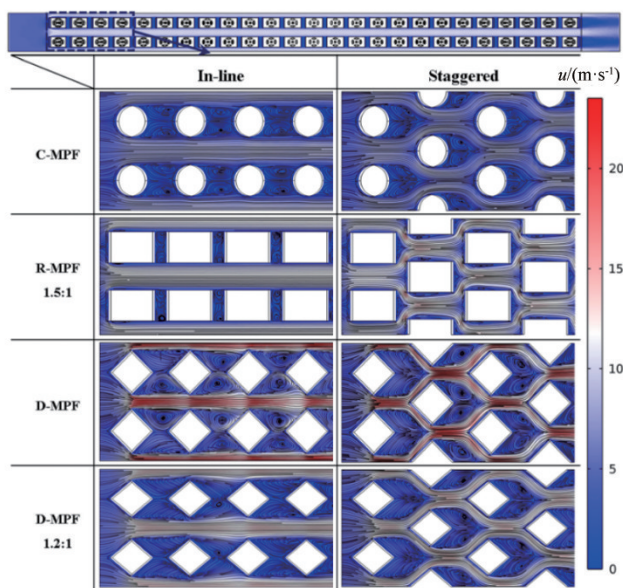 In-line Staggered u/(m·s⁻¹)
C-MPF
R-MPF
1.5:1
D-MPF
D-MPF
1.2:1
20
15
10
5
0